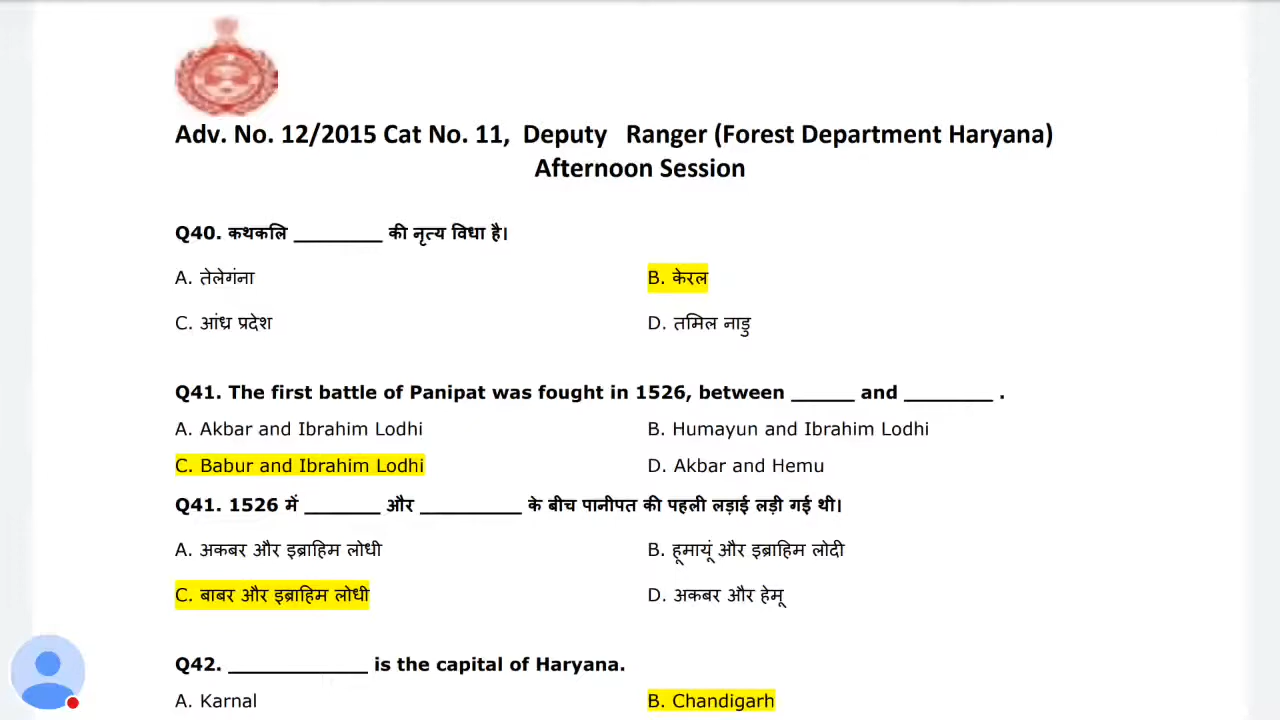 Adv. No. 12/2015 Cat No. 11, Deputy Ranger (Forest Department Haryana)
Afternoon Session
Q40. कथकलि ________ की नृत्य विधा है।
A. तेलेगंना B. केरल
C. आंध्र प्रदेश D. तमिल नाडु
Q41. The first battle of Panipat was fought in 1526, between ______ and ________ .
A. Akbar and Ibrahim Lodhi B. Humayun and Ibrahim Lodhi
C. Babur and Ibrahim Lodhi D. Akbar and Hemu
Q41. 1526 में _______ और _________ के बीच पानीपत की पहली लड़ाई लड़ी गई थी।
A. अकबर और इब्राहिम लोधी B. हूमायूं और इब्राहिम लोदी
C. बाबर और इब्राहिम लोधी D. अकबर और हेमू
Q42. _____________ is the capital of Haryana.
A. Karnal B. Chandigarh